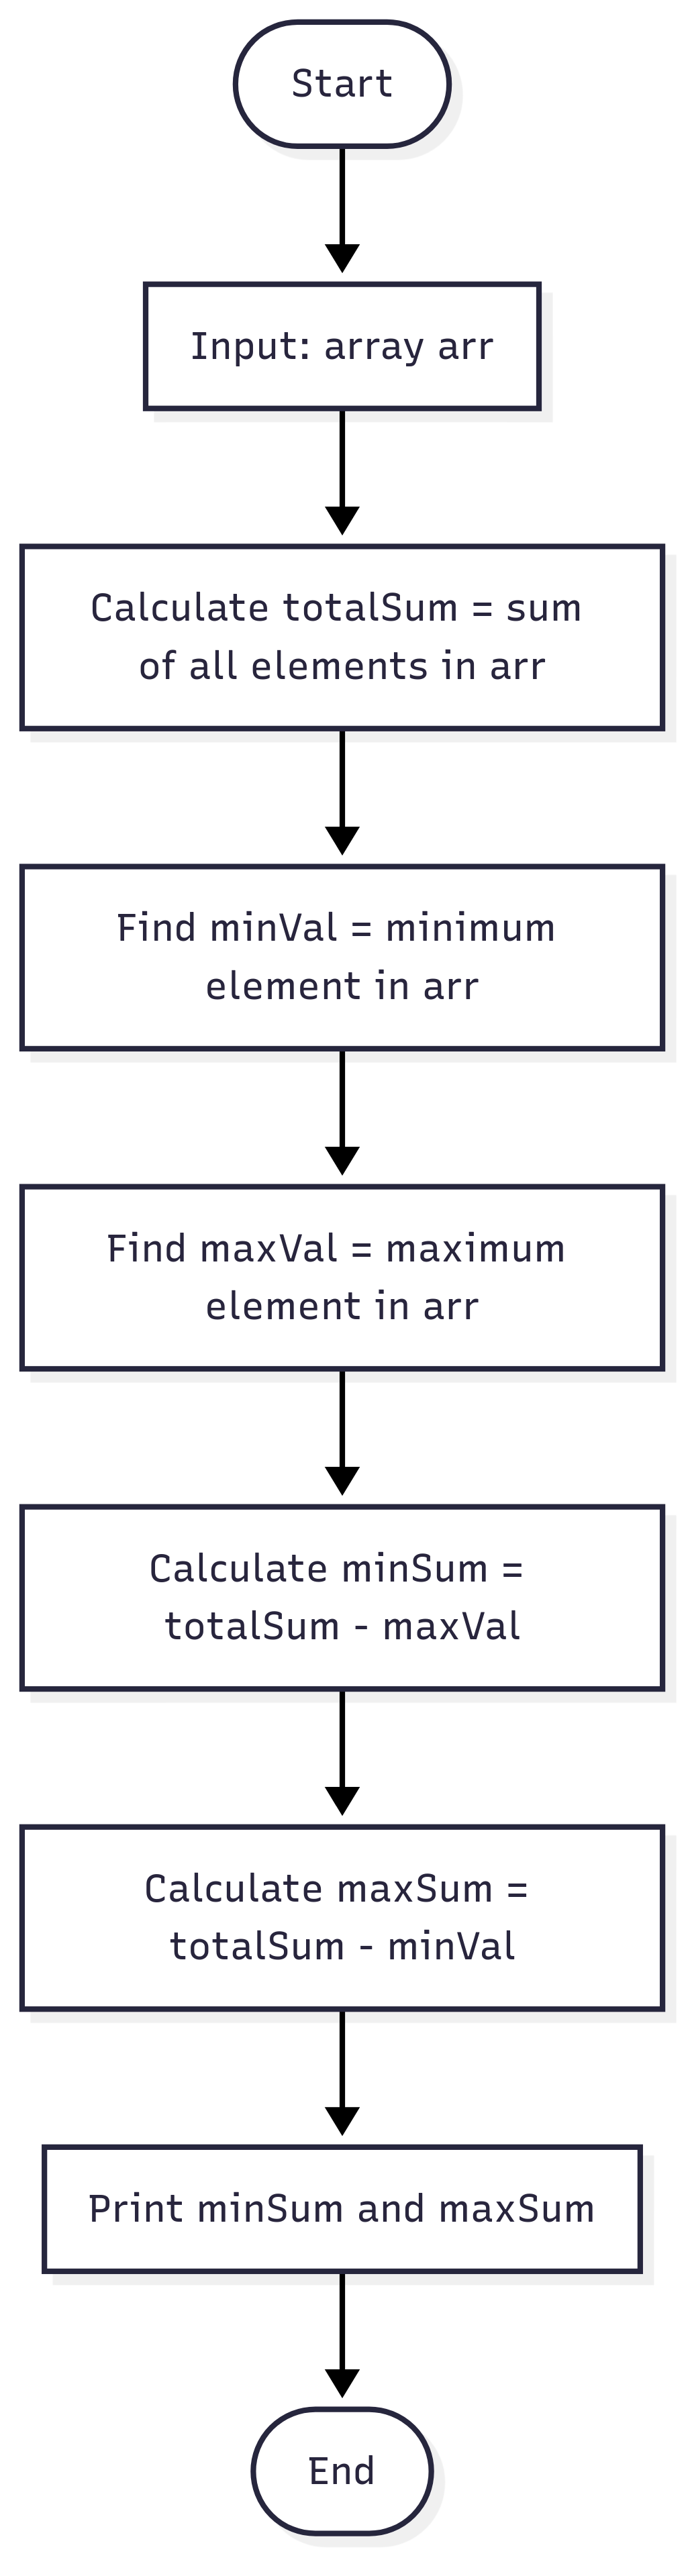 Start
Input: array arr
Calculate totalSum = sum
of all elements in arr
Find minVal = minimum
element in arr
Find maxVal = maximum
element in arr
Calculate minSum =
totalSum - maxVal
Calculate maxSum =
totalSum - minVal
Print minSum and maxSum
End